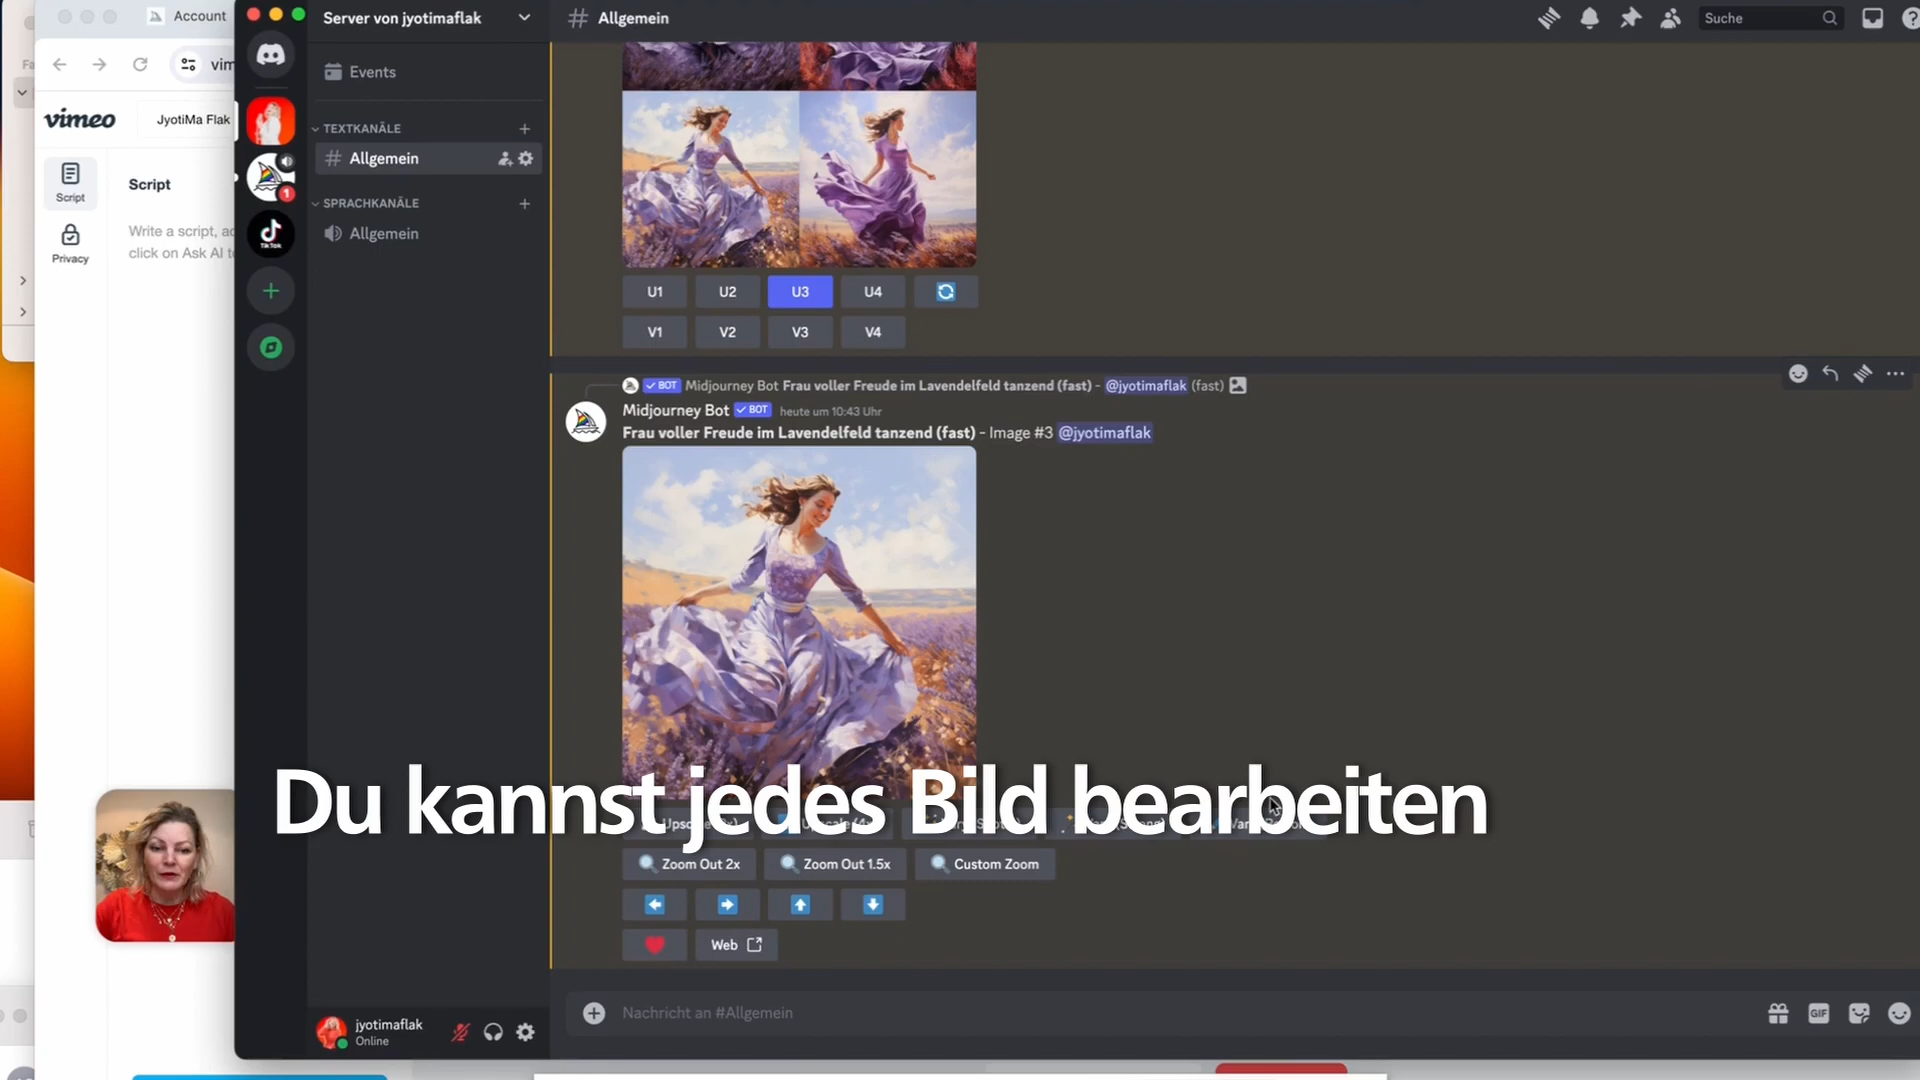 Account
Server von jyotimaflak
Allgemein
Suche
vim
Events
vimeo
JyotiMa Flak
TEXTKANÄLE
Allgemein
Script
Script
SPRACHKANÄLE
Allgemein
Write a script, ac
click on Ask AI t
Privacy
TikTok
1
U1 U2 U3 U4
V1 V2 V3 V4
BOT Midjourney Bot Frau voller Freude im Lavendelfeld tanzend (fast) - @jyotimaflak (fast)
Midjourney Bot BOT heute um 10:43 Uhr
Frau voller Freude im Lavendelfeld tanzend (fast) - Image #3 @jyotimaflak
Du kannst jedes Bild bearbeiten
Zoom Out 2x Zoom Out 1.5x Custom Zoom
Web
jyotimaflak
Online
Nachricht an #Allgemein
GIF